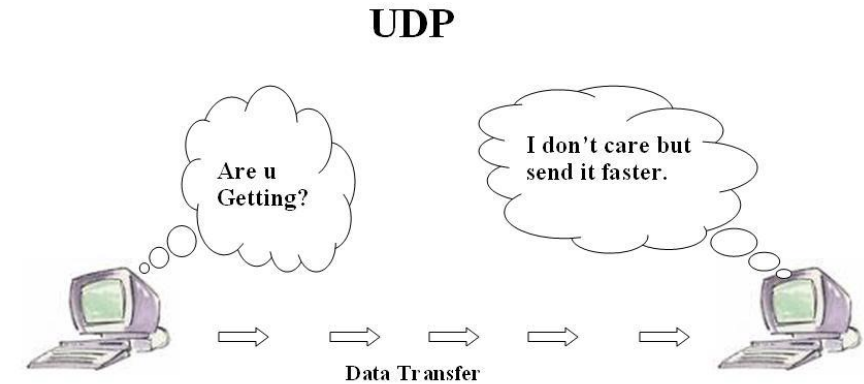 UDP
Are u
Getting?
I don't care but
send it faster.
Data Transfer